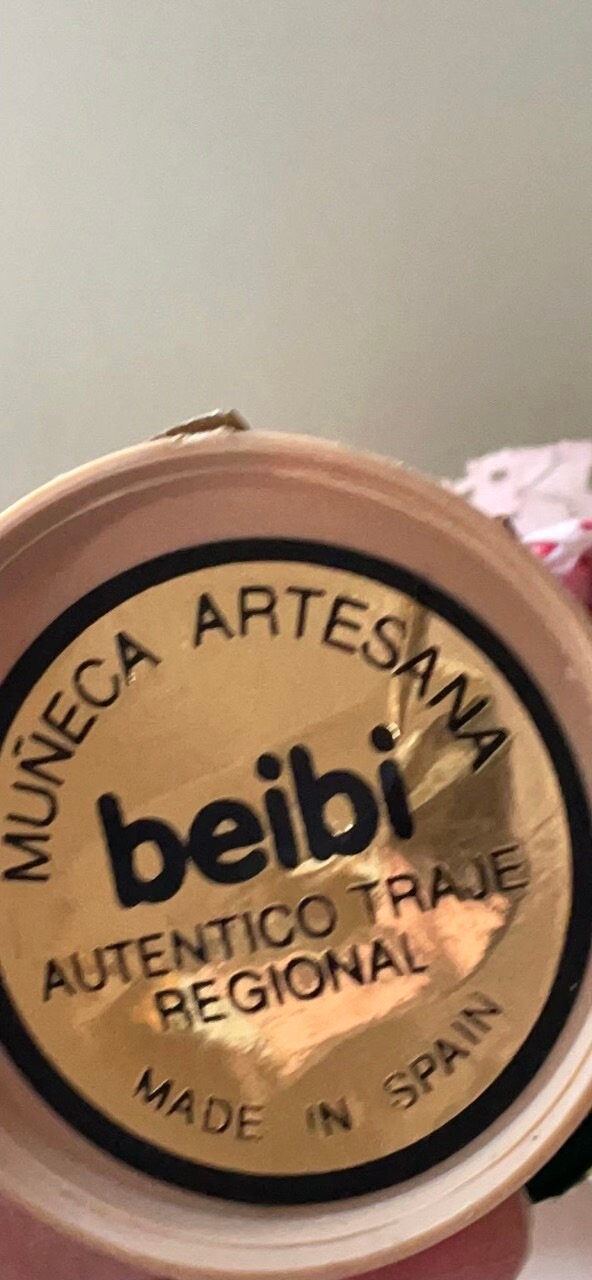 MUÑECA ARTESANA
beibi
AUTENTICO TRAJE
REGIONAL
MADE IN SPAIN